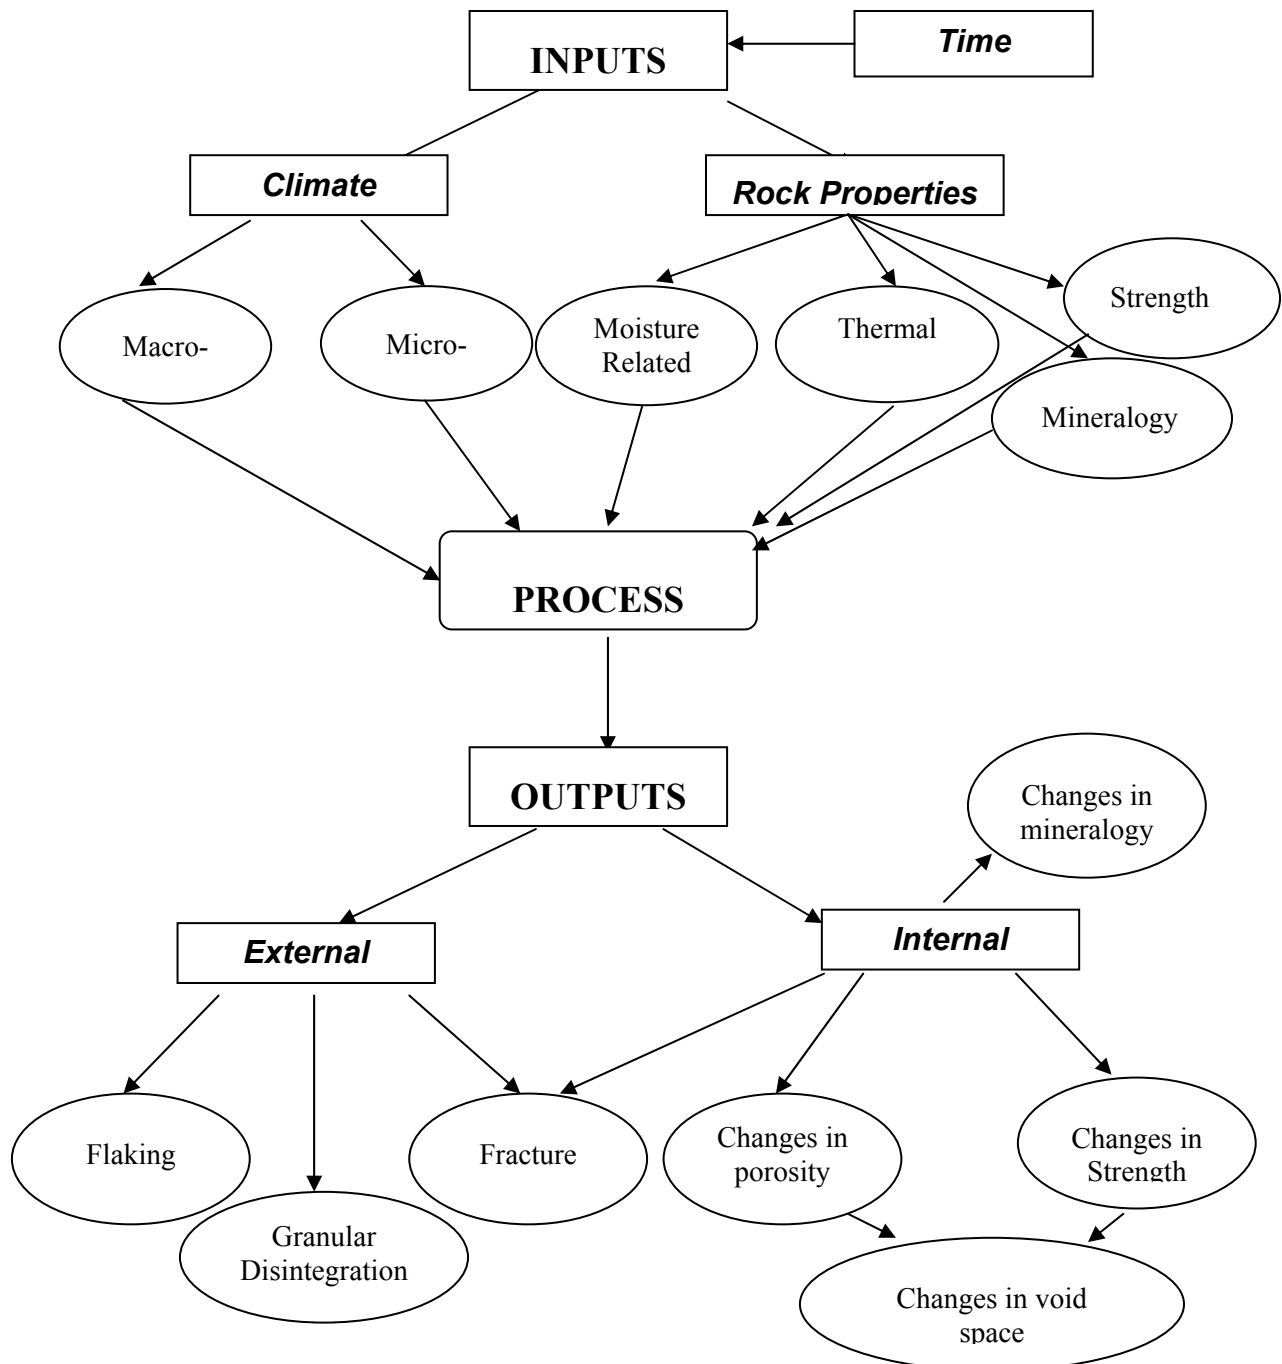 INPUTS
Time
Climate
Rock Properties
Macro-
Micro-
Moisture
Related
Thermal
Strength
Mineralogy
PROCESS
OUTPUTS
Changes in
mineralogy
External
Internal
Flaking
Granular
Disintegration
Fracture
Changes in
porosity
Changes in
Strength
Changes in void
space